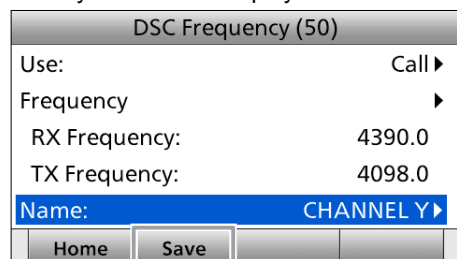 DSC Frequency (50)
Use: Call
Frequency
RX Frequency: 4390.0
TX Frequency: 4098.0
Name: CHANNEL Y
Home Save